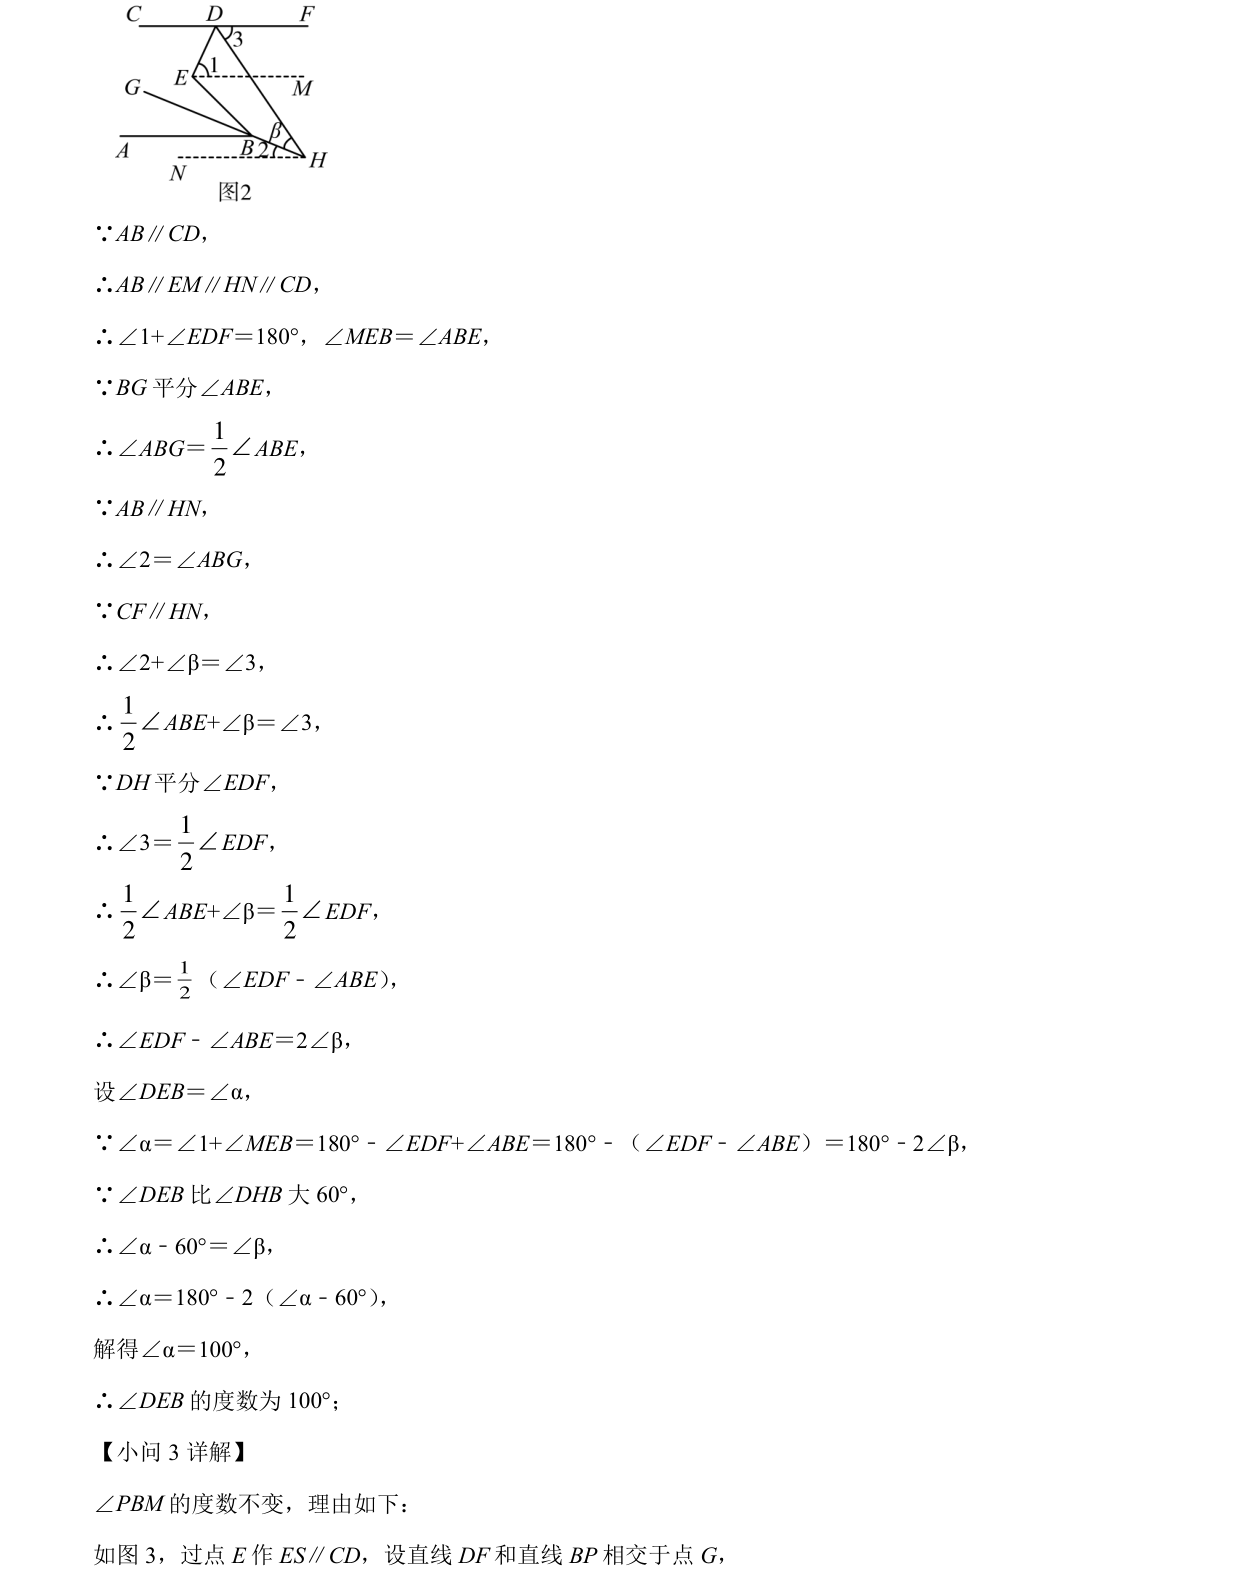 C D F
3
E 1
G M
β
A B 2 H
N
图2
∵AB∥CD，
∴AB∥EM∥HN∥CD，
∴∠1+∠EDF＝180°，∠MEB＝∠ABE，
∵BG 平分∠ABE，
∴∠ABG＝1/2∠ABE，
∵AB∥HN，
∴∠2＝∠ABG，
∵CF∥HN，
∴∠2+∠β＝∠3，
∴1/2∠ABE+∠β＝∠3，
∵DH 平分∠EDF，
∴∠3＝1/2∠EDF，
∴1/2∠ABE+∠β＝1/2∠EDF，
∴∠β＝1/2（∠EDF﹣∠ABE），
∴∠EDF﹣∠ABE＝2∠β，
设∠DEB＝∠α，
∵∠α＝∠1+∠MEB＝180°﹣∠EDF+∠ABE＝180°﹣（∠EDF﹣∠ABE）＝180°﹣2∠β，
∵∠DEB 比∠DHB 大 60°，
∴∠α﹣60°＝∠β，
∴∠α＝180°﹣2（∠α﹣60°），
解得∠α＝100°，
∴∠DEB 的度数为 100°；
【小问 3 详解】
∠PBM 的度数不变，理由如下：
如图 3，过点 E 作 ES∥CD，设直线 DF 和直线 BP 相交于点 G，